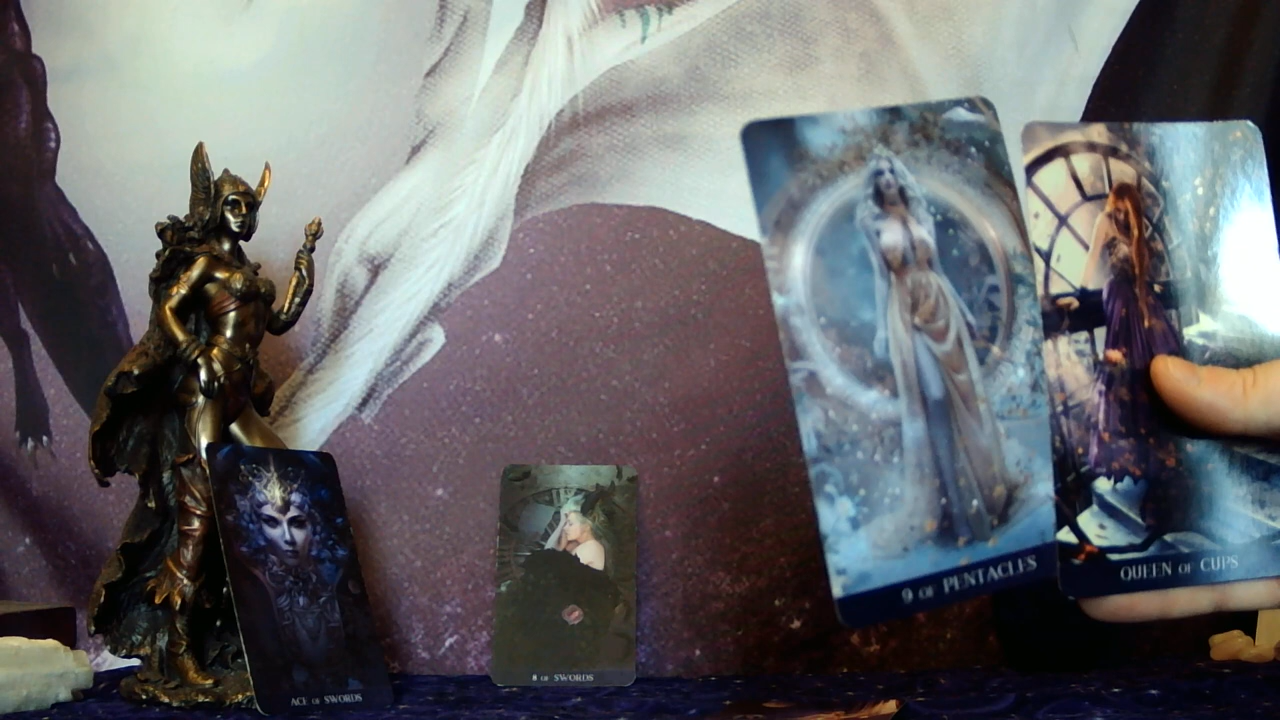 ACE OF SWORDS
8 OF SWORDS
9 OF PENTACLES
QUEEN OF CUPS